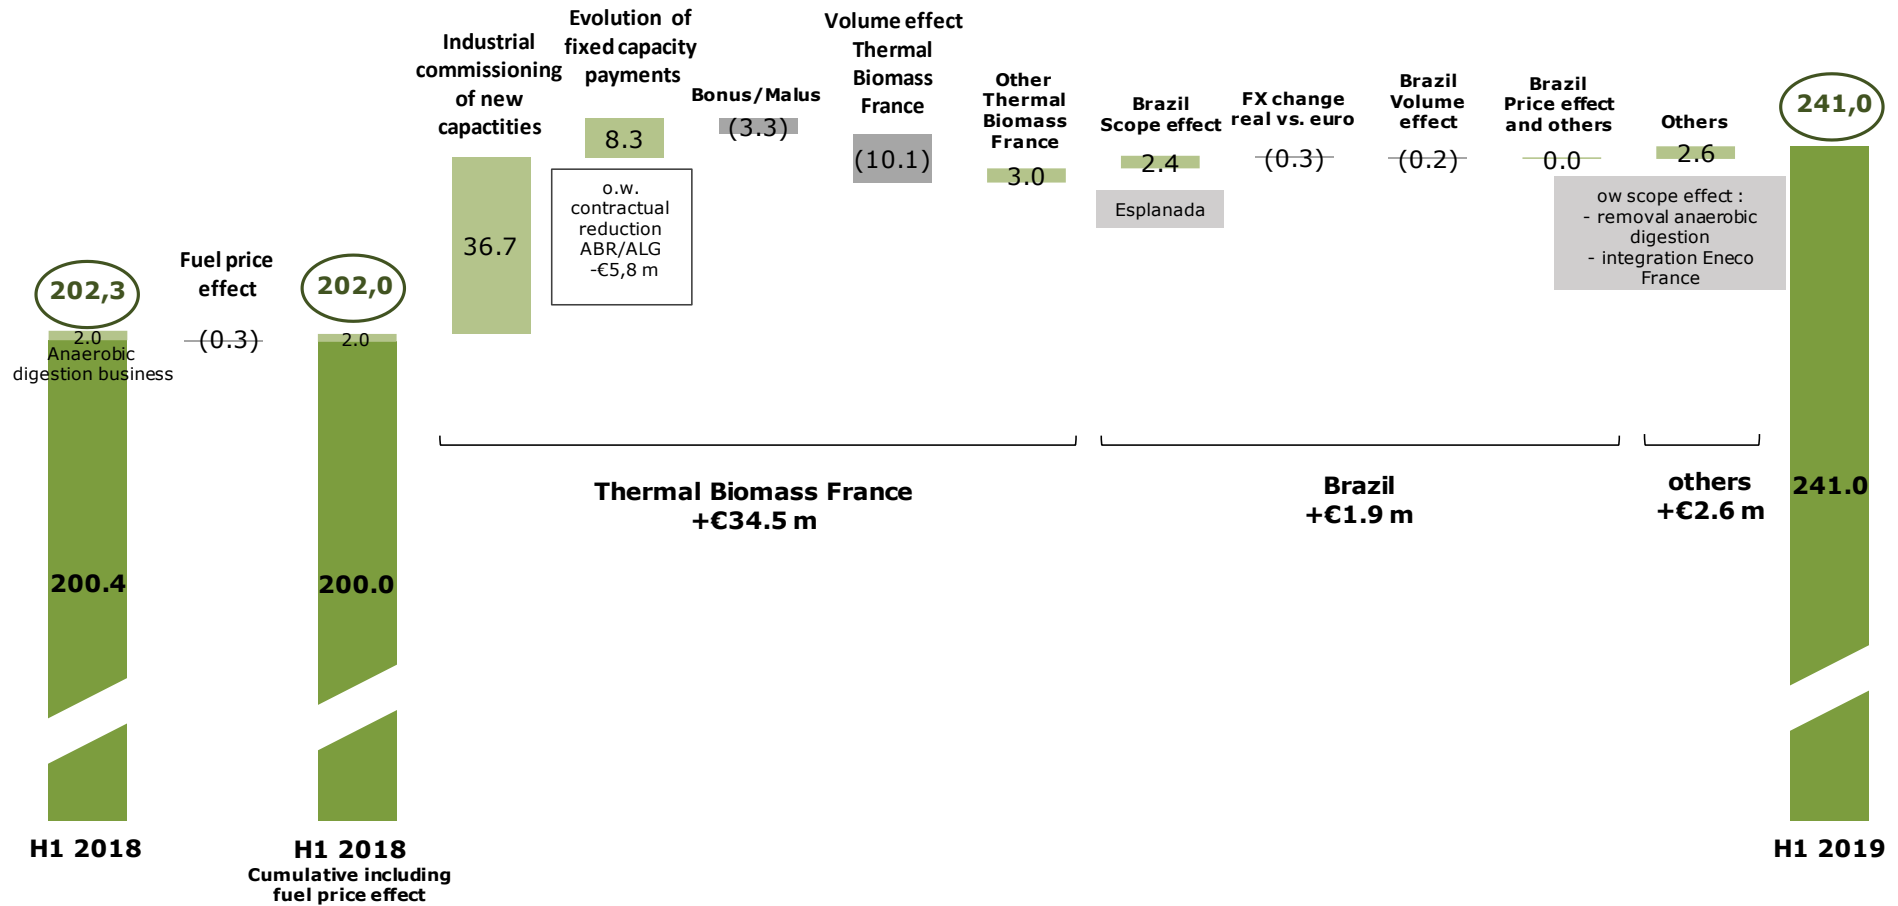 202,3
2.0
Anaerobic
digestion business
200.4
H1 2018
Fuel price
effect
(0.3)
202,0
2.0
200.0
H1 2018
Cumulative including
fuel price effect
Industrial
commissioning
of new
capactities
36.7
Evolution of
fixed capacity
payments
8.3
o.w.
contractual
reduction
ABR/ALG
-€5,8 m
Bonus/Malus
(3.3)
Volume effect
Thermal
Biomass
France
(10.1)
Other
Thermal
Biomass
France
3.0
Thermal Biomass France
+€34.5 m
Brazil
Scope effect
2.4
Esplanada
FX change
real vs. euro
(0.3)
Brazil
Volume
effect
(0.2)
Brazil
Price effect
and others
0.0
Brazil
+€1.9 m
Others
2.6
ow scope effect :
- removal anaerobic
digestion
- integration Eneco
France
others
+€2.6 m
241,0
241.0
H1 2019